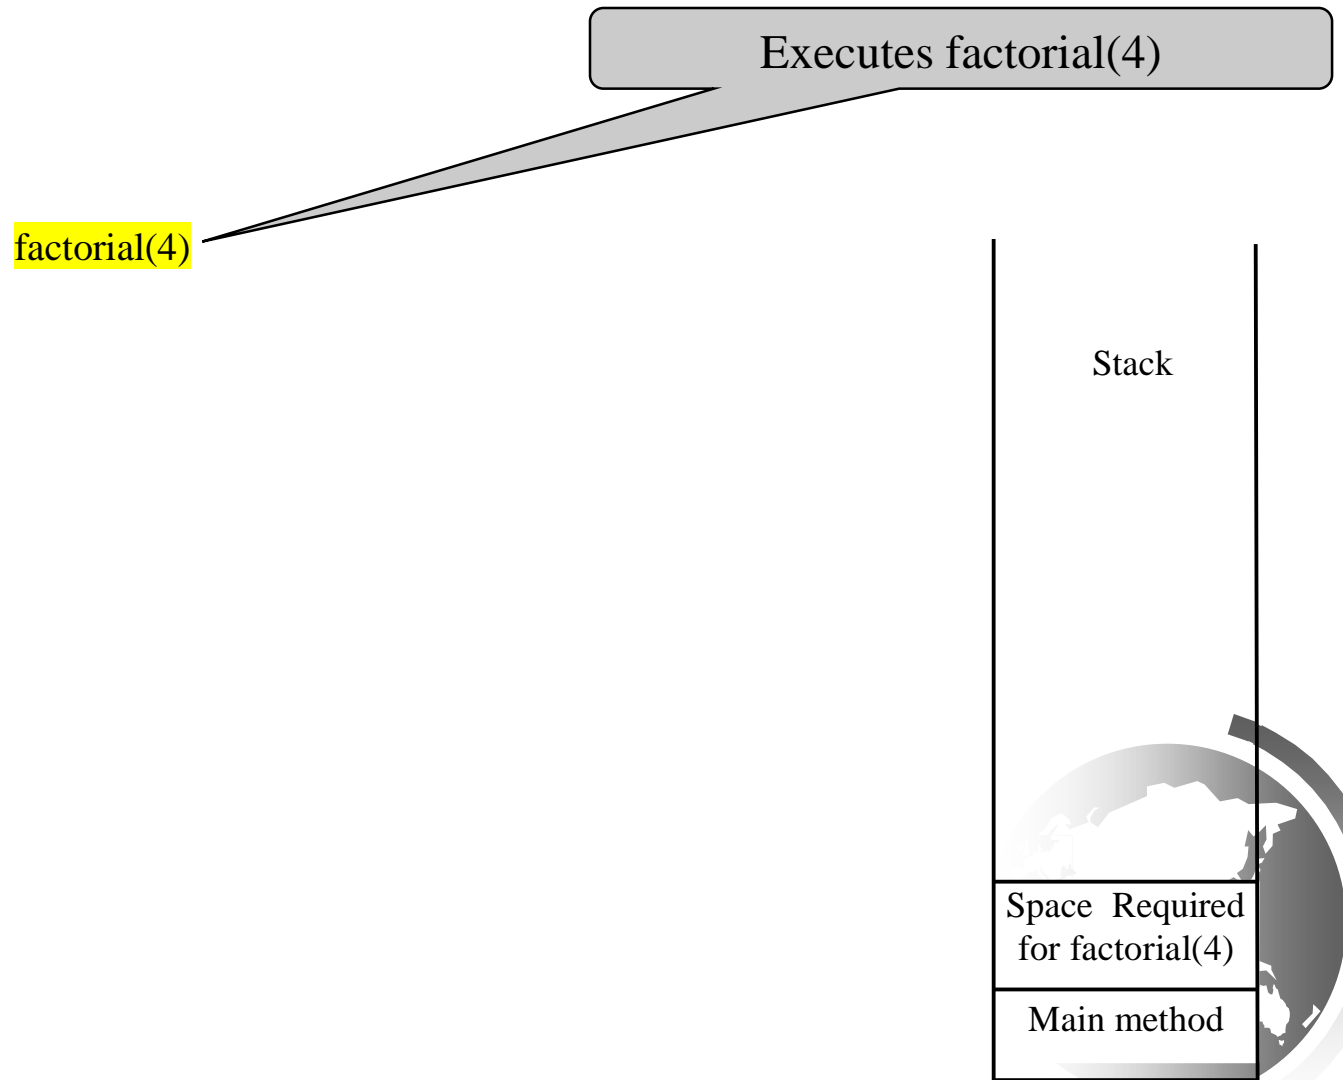 Executes factorial(4)
factorial(4)
Stack
Space Required
for factorial(4)
Main method